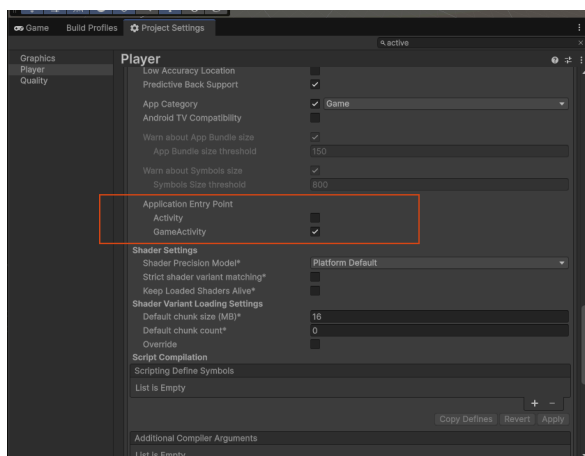 Game Build Profiles Project Settings
active
Graphics
Player
Quality
Player
Low Accuracy Location
Predictive Back Support
App Category Game
Android TV Compatibility
Warn about App Bundle size
App Bundle size threshold 150
Warn about Symbols size
Symbols Size threshold 800
Application Entry Point
Activity
GameActivity
Shader Settings
Shader Precision Model* Platform Default
Strict shader variant matching*
Keep Loaded Shaders Alive*
Shader Variant Loading Settings
Default chunk size (MB)* 16
Default chunk count* 0
Override
Script Compilation
Scripting Define Symbols
List is Empty
+ −
Copy Defines Revert Apply
Additional Compiler Arguments
List is Empty